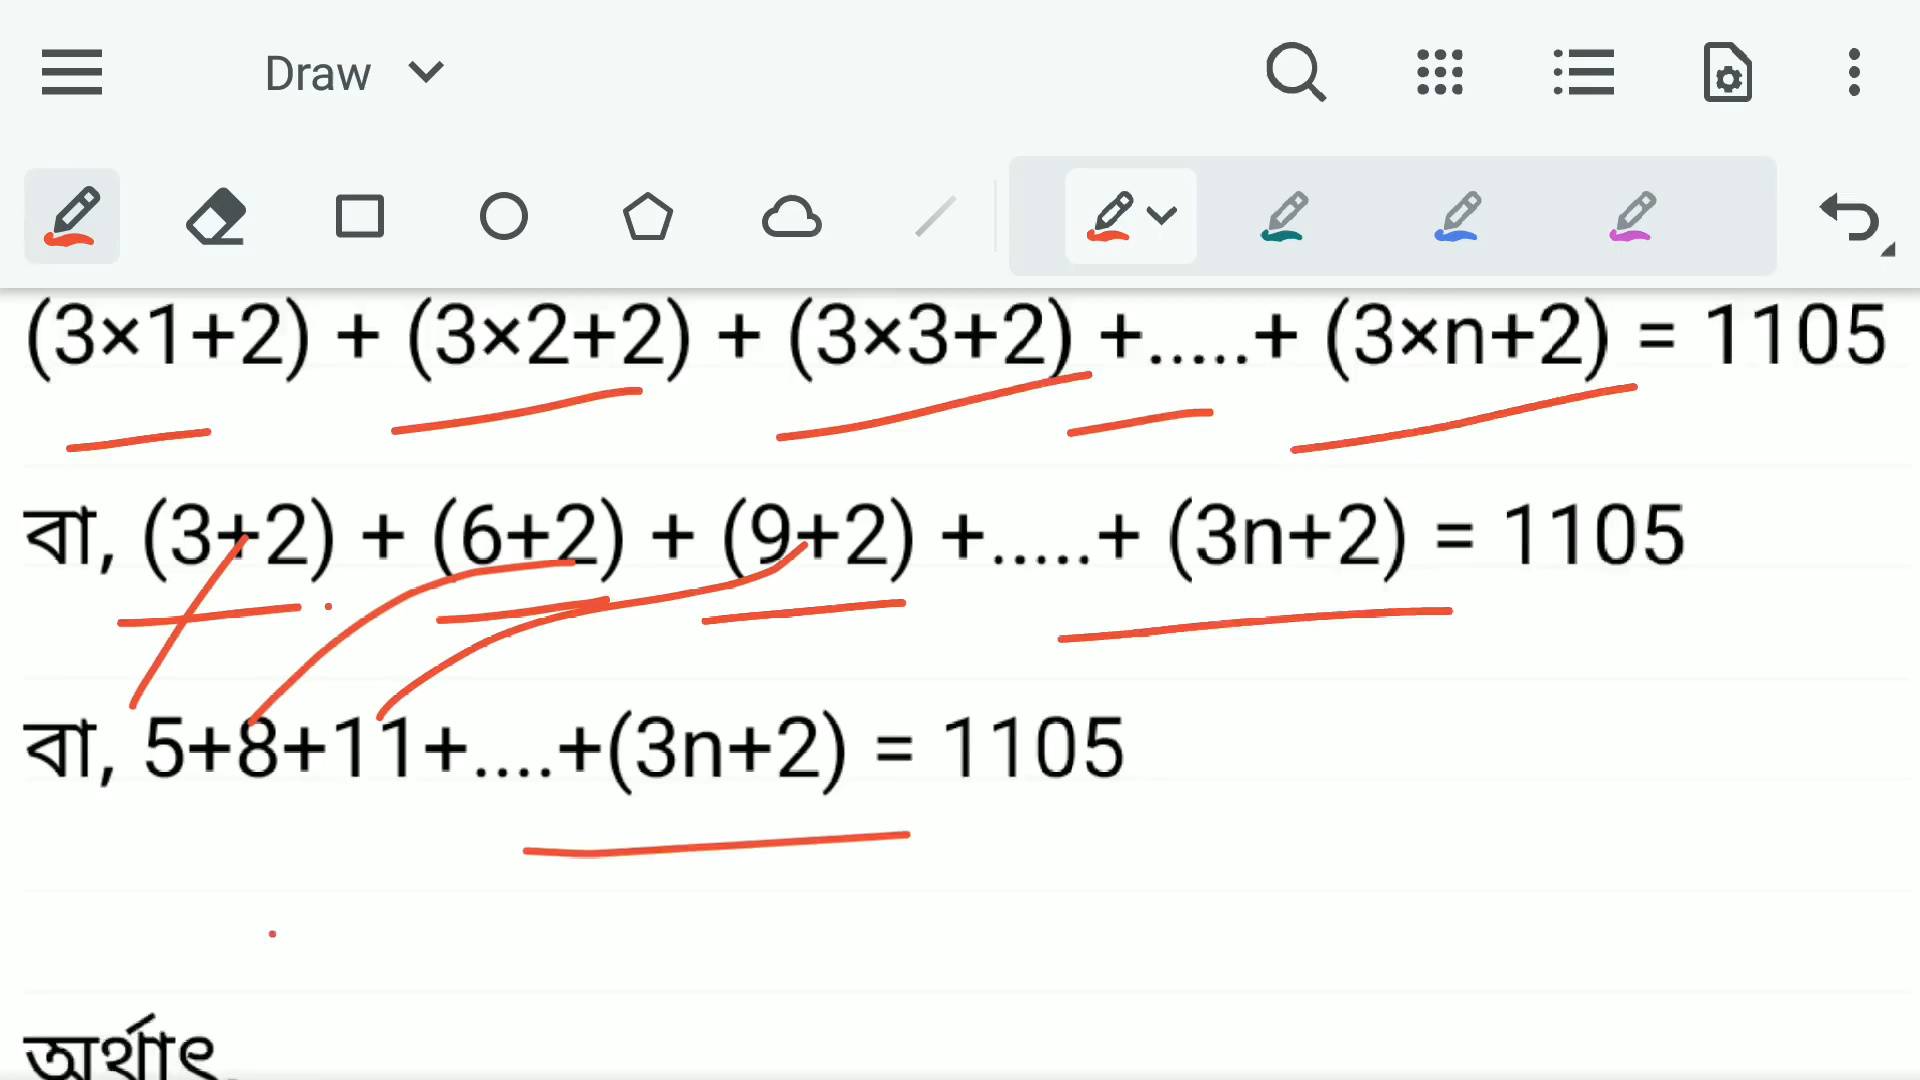 Draw
(3×1+2) + (3×2+2) + (3×3+2) +.....+ (3×n+2) = 1105
বা, (3+2) + (6+2) + (9+2) +.....+ (3n+2) = 1105
বা, 5+8+11+....+(3n+2) = 1105
অর্থাৎ,